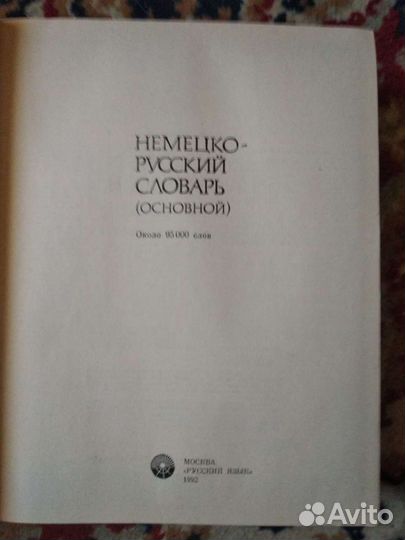 НЕМЕЦКО-
РУССКИЙ
СЛОВАРЬ
(ОСНОВНОЙ)
Около 95 000 слов
МОСКВА
«РУССКИЙ ЯЗЫК»
1992
Avito